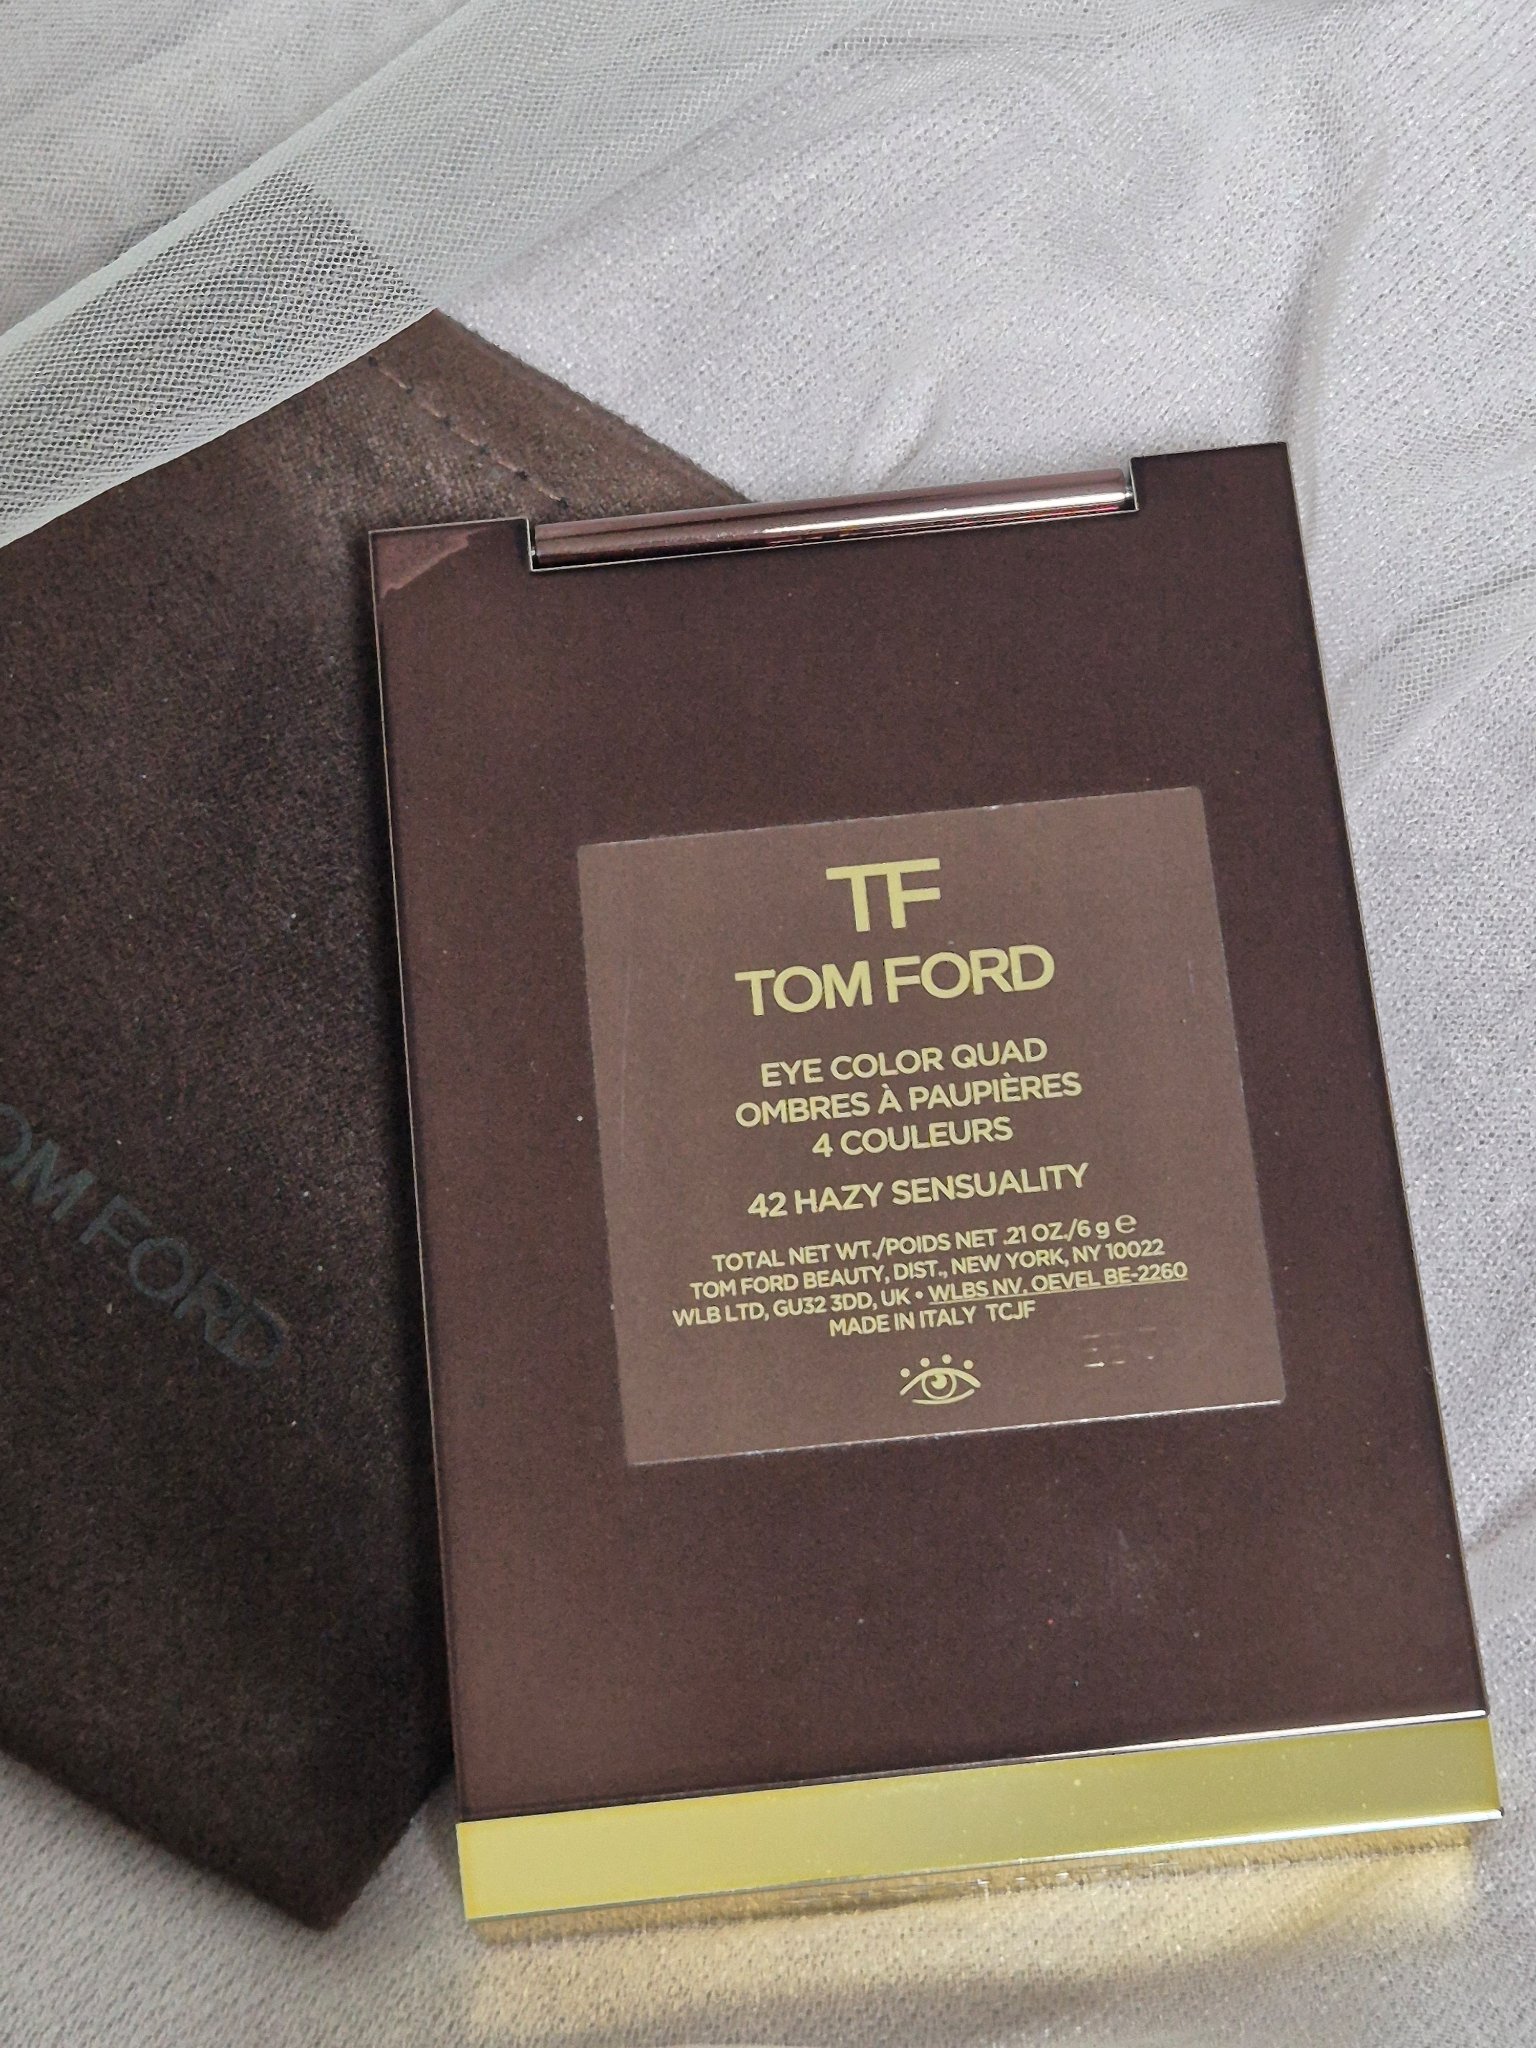 TF
TOM FORD
EYE COLOR QUAD
OMBRES À PAUPIÈRES
4 COULEURS
42 HAZY SENSUALITY
TOTAL NET WT./POIDS NET .21 OZ./6 g ℮
TOM FORD BEAUTY, DIST., NEW YORK, NY 10022
WLB LTD, GU32 3DD, UK • WLBS NV, OEVEL BE-2260
MADE IN ITALY TCJF
OM FORD